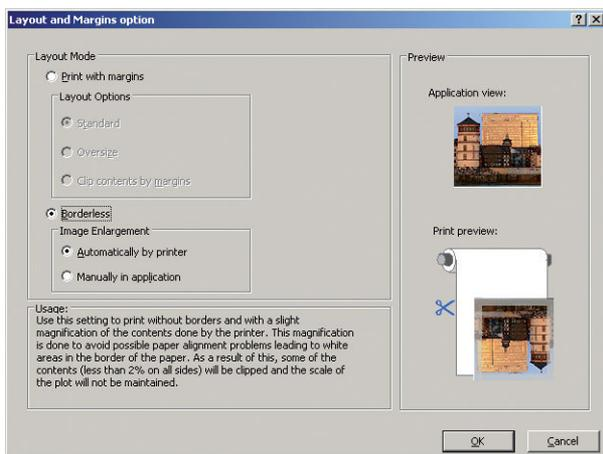 Layout and Margins option
Layout Mode
Print with margins
Layout Options
Standard
Oversize
Clip contents by margins
Borderless
Image Enlargement
Automatically by printer
Manually in application
Usage:
Use this setting to print without borders and with a slight
magnification of the contents done by the printer. This magnification
is done to avoid possible paper alignment problems leading to white
areas in the border of the paper. As a result of this, some of the
contents (less than 2% on all sides) will be clipped and the scale of
the plot will not be maintained.
Preview
Application view:
Print preview:
OK
Cancel